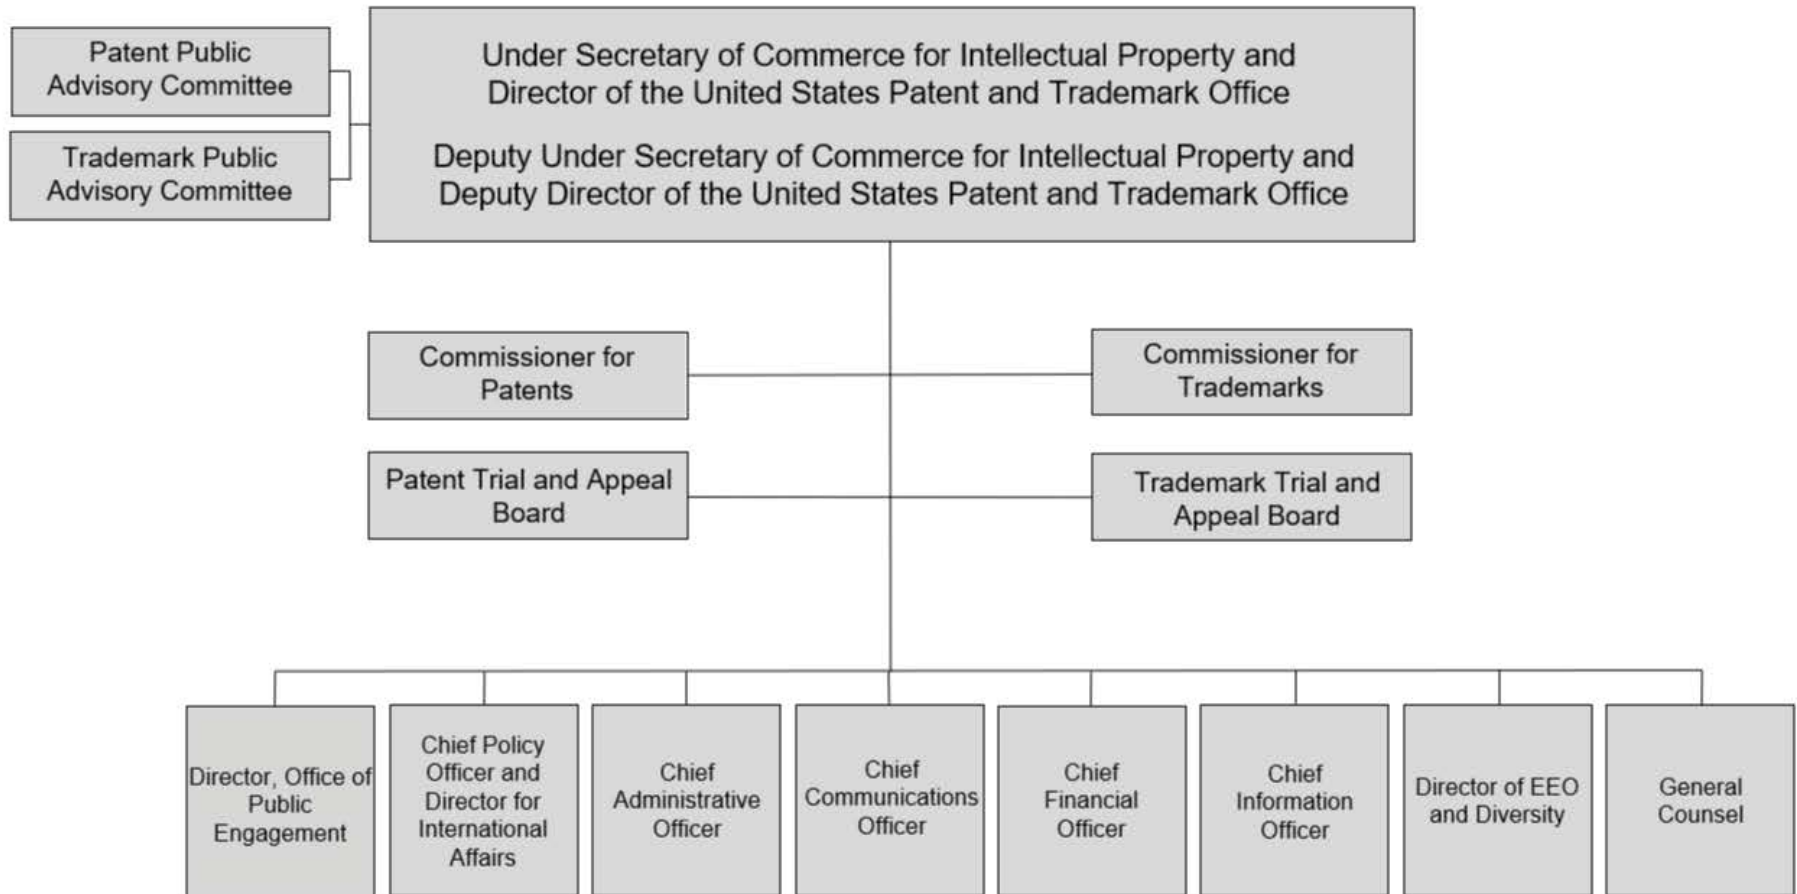 Patent Public
Advisory Committee
Trademark Public
Advisory Committee
Under Secretary of Commerce for Intellectual Property and
Director of the United States Patent and Trademark Office
Deputy Under Secretary of Commerce for Intellectual Property and
Deputy Director of the United States Patent and Trademark Office
Commissioner for
Patents
Commissioner for
Trademarks
Patent Trial and Appeal
Board
Trademark Trial and
Appeal Board
Director, Office of
Public
Engagement
Chief Policy
Officer and
Director for
International
Affairs
Chief
Administrative
Officer
Chief
Communications
Officer
Chief
Financial
Officer
Chief
Information
Officer
Director of EEO
and Diversity
General
Counsel